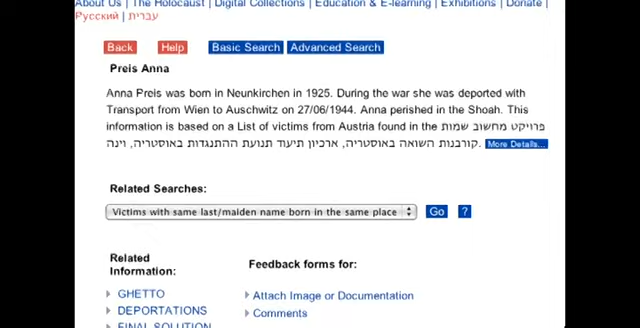 About Us | The Holocaust | Digital Collections | Education & E-learning | Exhibitions | Donate |
Русский | עברית
Back Help Basic Search Advanced Search
Preis Anna
Anna Preis was born in Neunkirchen in 1925. During the war she was deported with
Transport from Wien to Auschwitz on 27/06/1944. Anna perished in the Shoah. This
information is based on a List of victims from Austria found in the פרויקט מחשוב שמות
קורבנות השואה באוסטריה, ארכיון תיעוד תנועת ההתנגדות באוסטריה, וינה. More Details...
Related Searches:
Victims with same last/maiden name born in the same place Go ?
Related
Information:
GHETTO
DEPORTATIONS
FINAL SOLUTION
Feedback forms for:
Attach Image or Documentation
Comments